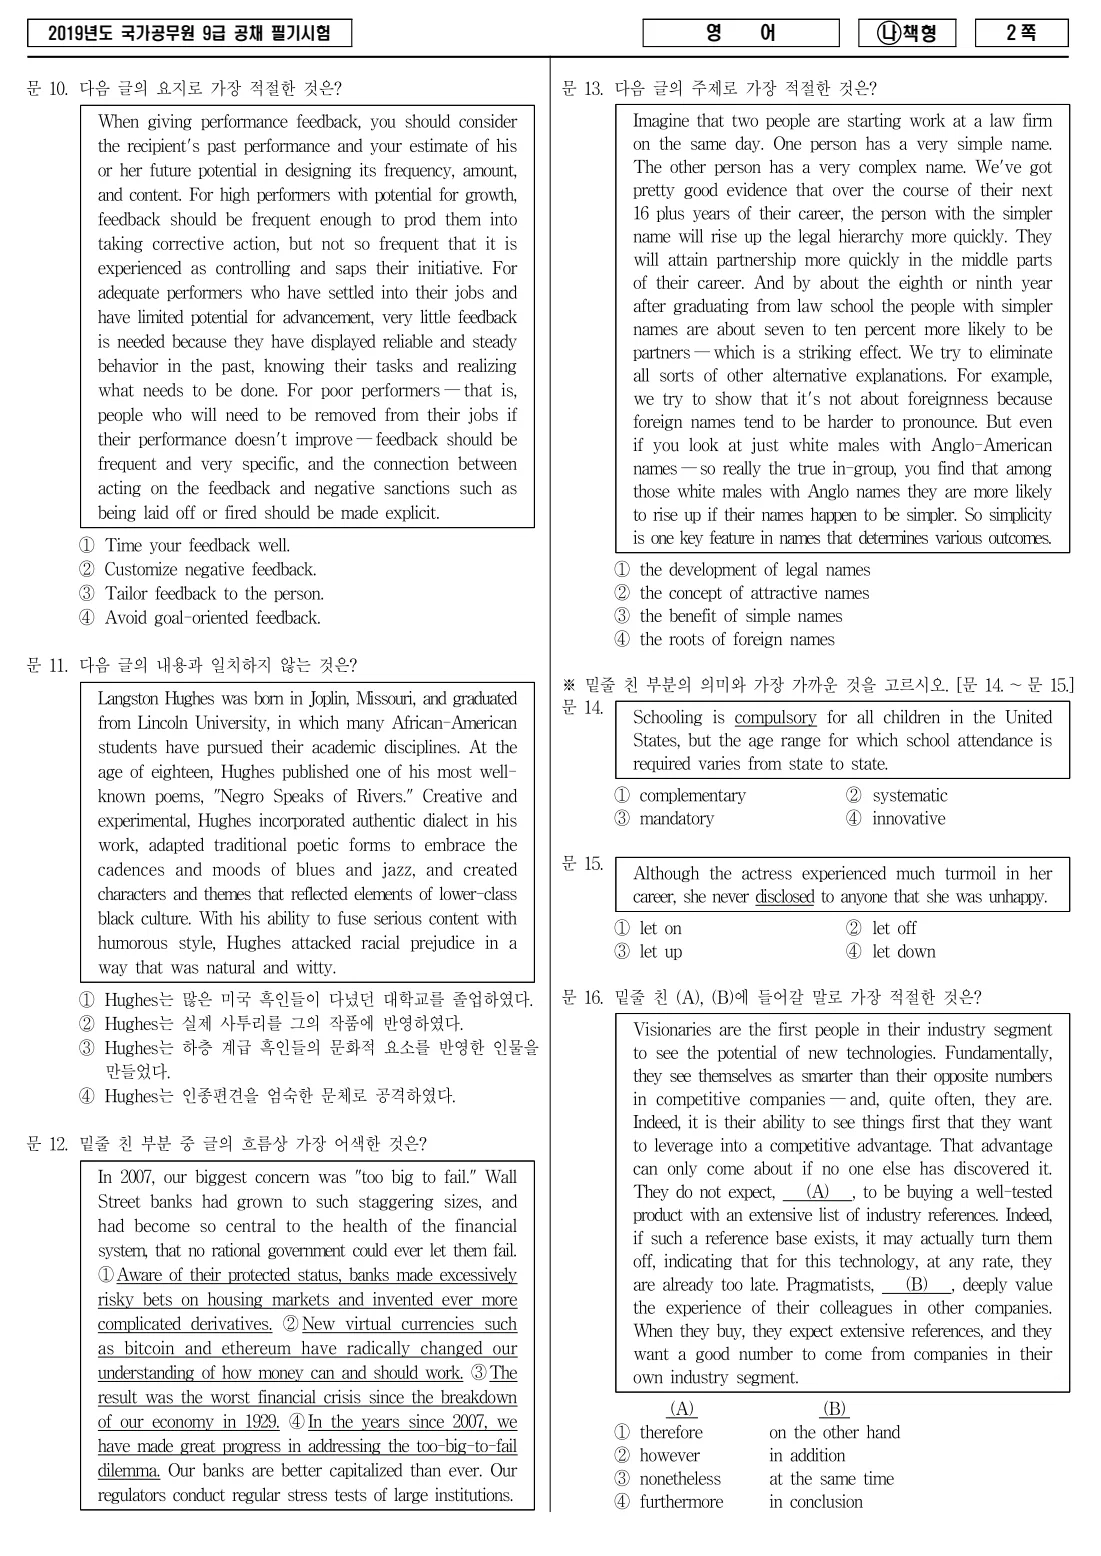 2019년도 국가공무원 9급 공채 필기시험
영 어
㉯책형
2쪽
문 10. 다음 글의 요지로 가장 적절한 것은?
When giving performance feedback, you should consider
the recipient's past performance and your estimate of his
or her future potential in designing its frequency, amount,
and content. For high performers with potential for growth,
feedback should be frequent enough to prod them into
taking corrective action, but not so frequent that it is
experienced as controlling and saps their initiative. For
adequate performers who have settled into their jobs and
have limited potential for advancement, very little feedback
is needed because they have displayed reliable and steady
behavior in the past, knowing their tasks and realizing
what needs to be done. For poor performers—that is,
people who will need to be removed from their jobs if
their performance doesn't improve—feedback should be
frequent and very specific, and the connection between
acting on the feedback and negative sanctions such as
being laid off or fired should be made explicit.
① Time your feedback well.
② Customize negative feedback.
③ Tailor feedback to the person.
④ Avoid goal-oriented feedback.
문 11. 다음 글의 내용과 일치하지 않는 것은?
Langston Hughes was born in Joplin, Missouri, and graduated
from Lincoln University, in which many African-American
students have pursued their academic disciplines. At the
age of eighteen, Hughes published one of his most well-
known poems, "Negro Speaks of Rivers." Creative and
experimental, Hughes incorporated authentic dialect in his
work, adapted traditional poetic forms to embrace the
cadences and moods of blues and jazz, and created
characters and themes that reflected elements of lower-class
black culture. With his ability to fuse serious content with
humorous style, Hughes attacked racial prejudice in a
way that was natural and witty.
① Hughes는 많은 미국 흑인들이 다녔던 대학교를 졸업하였다.
② Hughes는 실제 사투리를 그의 작품에 반영하였다.
③ Hughes는 하층 계급 흑인들의 문화적 요소를 반영한 인물을
만들었다.
④ Hughes는 인종편견을 엄숙한 문체로 공격하였다.
문 12. 밑줄 친 부분 중 글의 흐름상 가장 어색한 것은?
In 2007, our biggest concern was "too big to fail." Wall
Street banks had grown to such staggering sizes, and
had become so central to the health of the financial
system, that no rational government could ever let them fail.
①Aware of their protected status, banks made excessively
risky bets on housing markets and invented ever more
complicated derivatives. ②New virtual currencies such
as bitcoin and ethereum have radically changed our
understanding of how money can and should work. ③The
result was the worst financial crisis since the breakdown
of our economy in 1929. ④In the years since 2007, we
have made great progress in addressing the too-big-to-fail
dilemma. Our banks are better capitalized than ever. Our
regulators conduct regular stress tests of large institutions.
문 13. 다음 글의 주제로 가장 적절한 것은?
Imagine that two people are starting work at a law firm
on the same day. One person has a very simple name.
The other person has a very complex name. We've got
pretty good evidence that over the course of their next
16 plus years of their career, the person with the simpler
name will rise up the legal hierarchy more quickly. They
will attain partnership more quickly in the middle parts
of their career. And by about the eighth or ninth year
after graduating from law school the people with simpler
names are about seven to ten percent more likely to be
partners—which is a striking effect. We try to eliminate
all sorts of other alternative explanations. For example,
we try to show that it's not about foreignness because
foreign names tend to be harder to pronounce. But even
if you look at just white males with Anglo-American
names—so really the true in-group, you find that among
those white males with Anglo names they are more likely
to rise up if their names happen to be simpler. So simplicity
is one key feature in names that determines various outcomes.
① the development of legal names
② the concept of attractive names
③ the benefit of simple names
④ the roots of foreign names
※ 밑줄 친 부분의 의미와 가장 가까운 것을 고르시오. [문 14. ~ 문 15.]
문 14.
Schooling is compulsory for all children in the United
States, but the age range for which school attendance is
required varies from state to state.
① complementary ② systematic
③ mandatory ④ innovative
문 15.
Although the actress experienced much turmoil in her
career, she never disclosed to anyone that she was unhappy.
① let on ② let off
③ let up ④ let down
문 16. 밑줄 친 (A), (B)에 들어갈 말로 가장 적절한 것은?
Visionaries are the first people in their industry segment
to see the potential of new technologies. Fundamentally,
they see themselves as smarter than their opposite numbers
in competitive companies—and, quite often, they are.
Indeed, it is their ability to see things first that they want
to leverage into a competitive advantage. That advantage
can only come about if no one else has discovered it.
They do not expect, (A) , to be buying a well-tested
product with an extensive list of industry references. Indeed,
if such a reference base exists, it may actually turn them
off, indicating that for this technology, at any rate, they
are already too late. Pragmatists, (B) , deeply value
the experience of their colleagues in other companies.
When they buy, they expect extensive references, and they
want a good number to come from companies in their
own industry segment.
(A) (B)
① therefore on the other hand
② however in addition
③ nonetheless at the same time
④ furthermore in conclusion